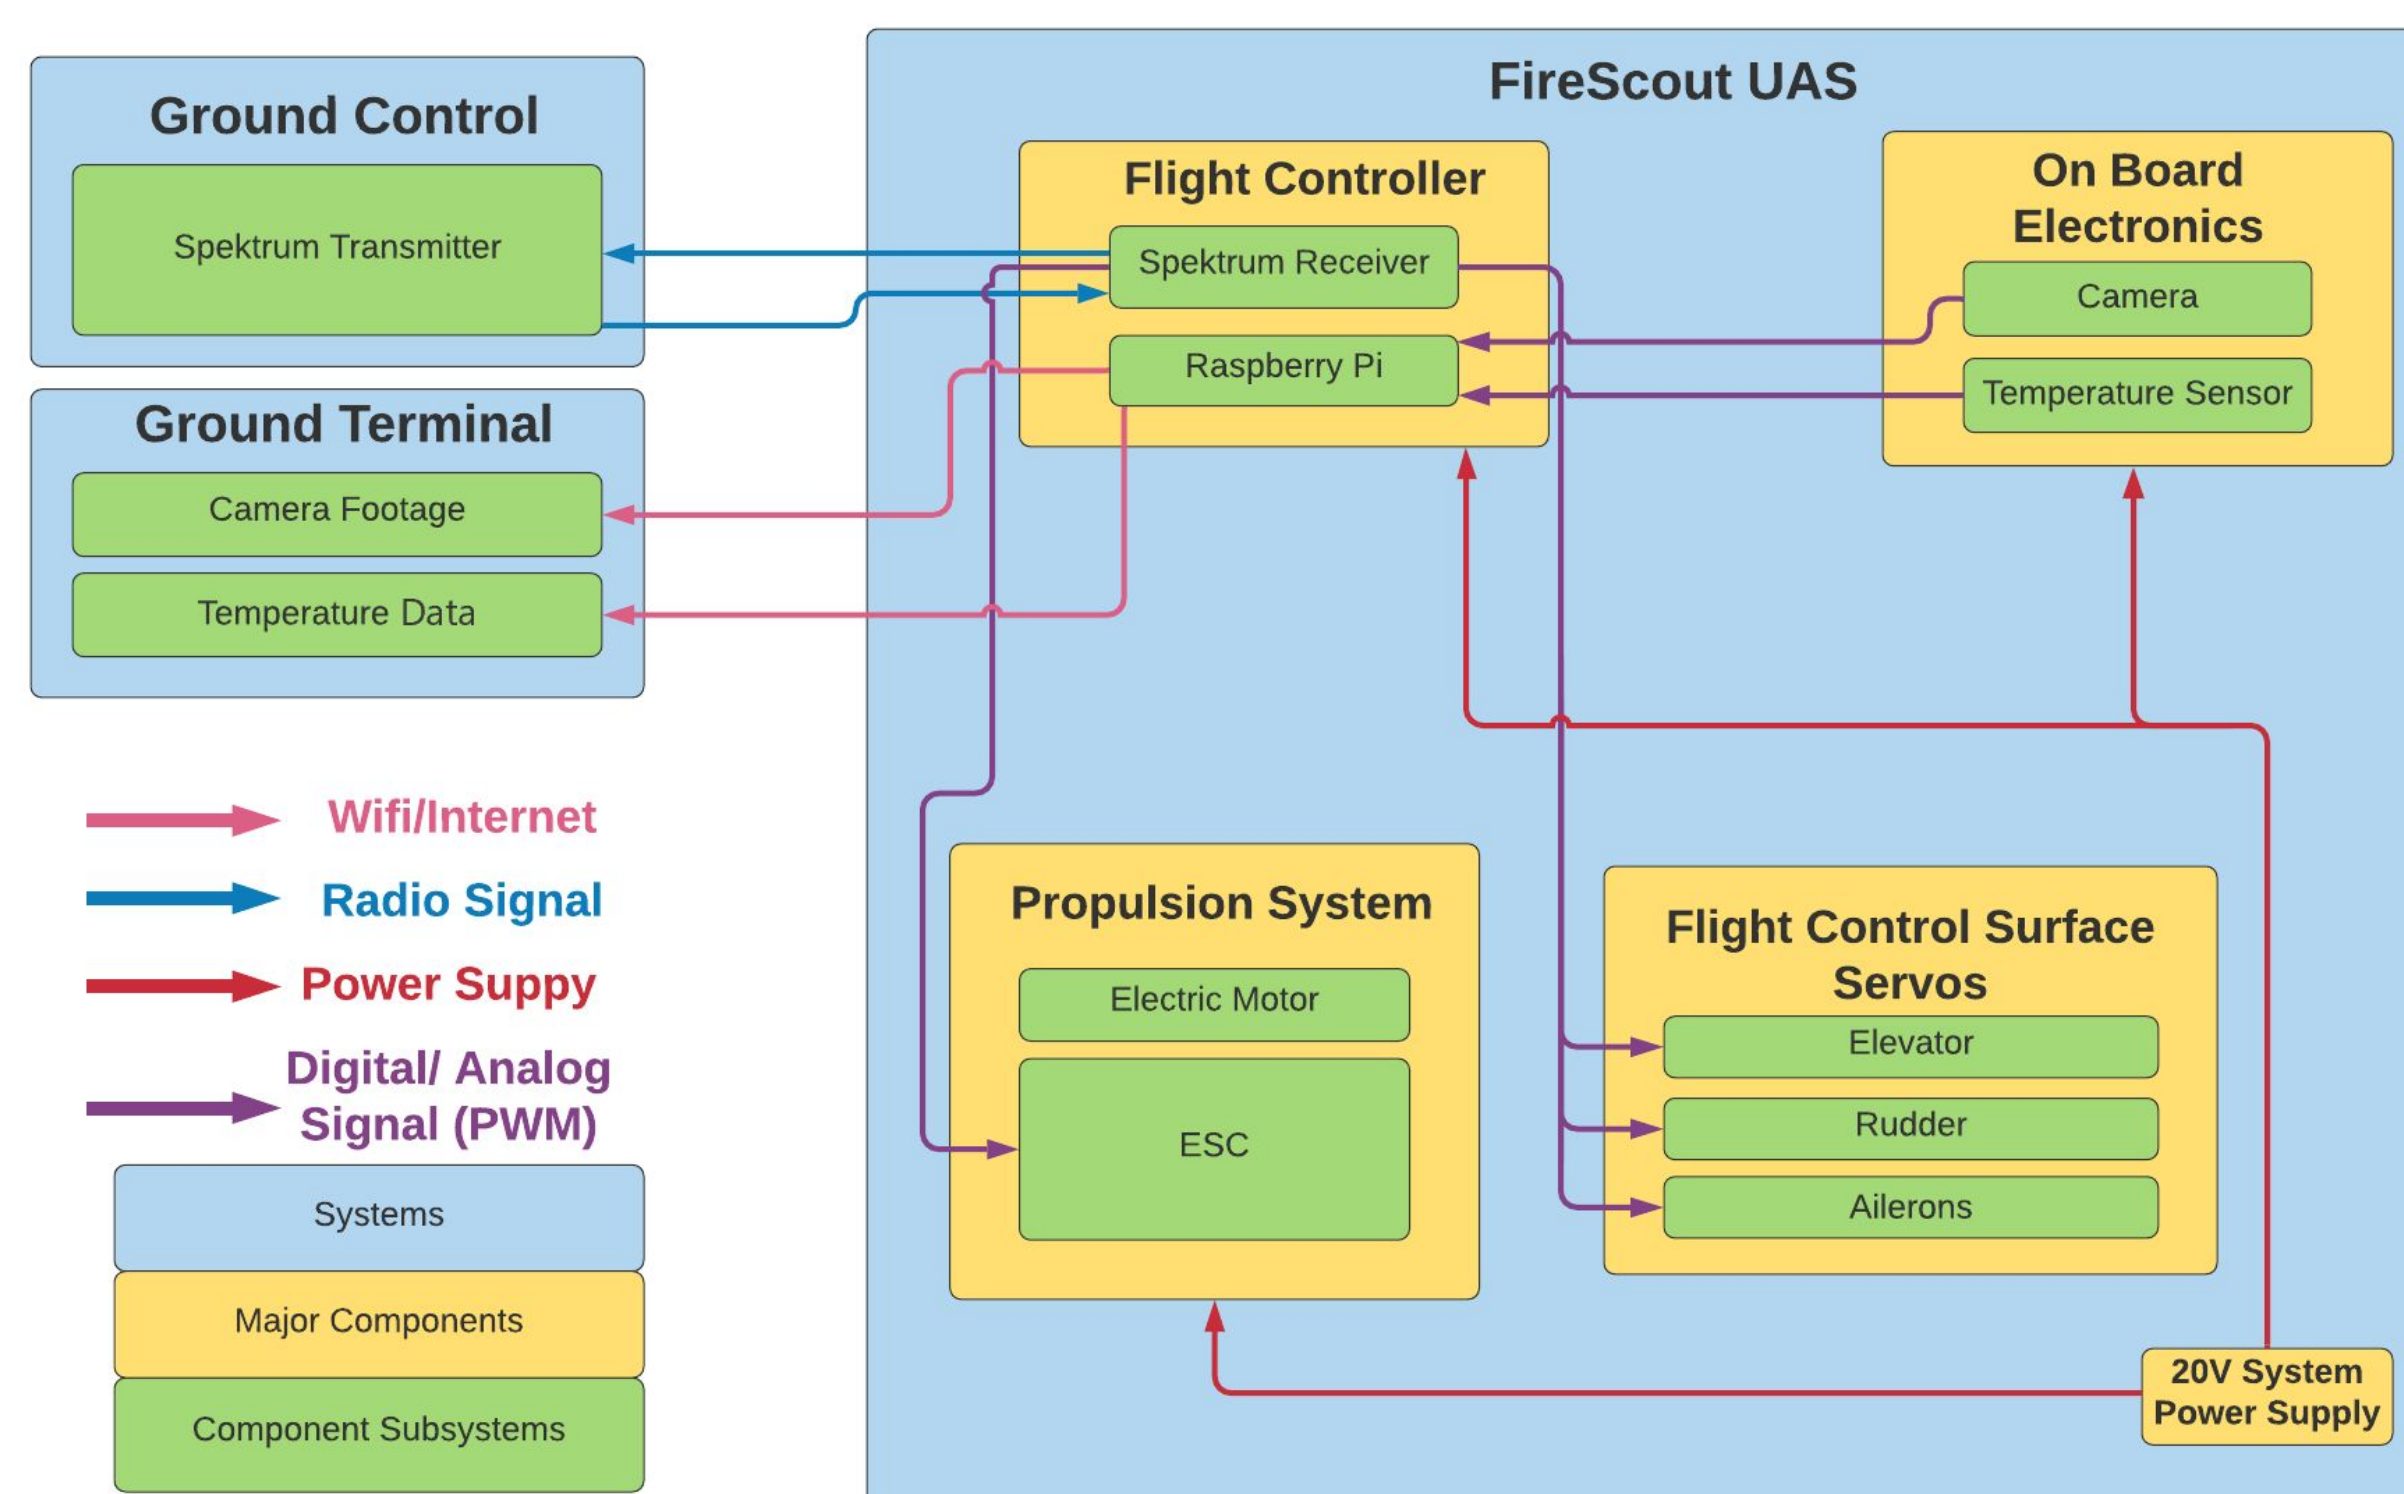 Ground Control
Spektrum Transmitter
Ground Terminal
Camera Footage
Temperature Data
Wifi/Internet
Radio Signal
Power Suppy
Digital/ Analog
Signal (PWM)
Systems
Major Components
Component Subsystems
FireScout UAS
Flight Controller
Spektrum Receiver
Raspberry Pi
On Board
Electronics
Camera
Temperature Sensor
Propulsion System
Electric Motor
ESC
Flight Control Surface
Servos
Elevator
Rudder
Ailerons
20V System
Power Supply